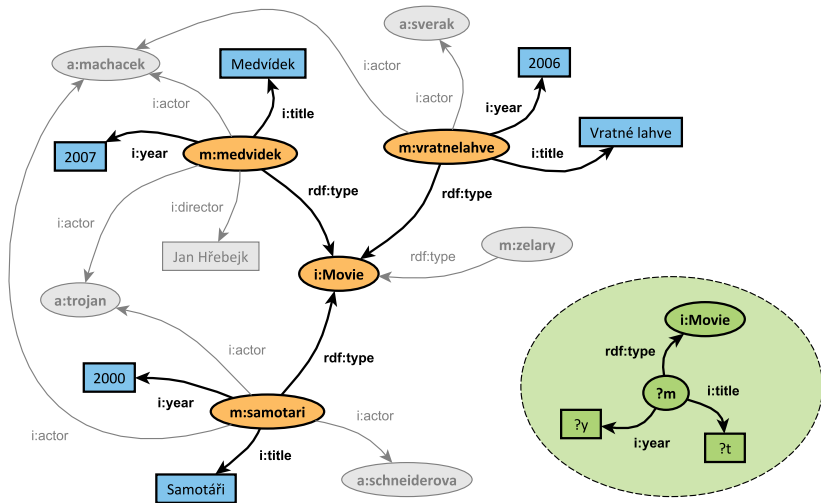 a:sverak
i:actor
a:machacek
Medvídek
2006
i:actor
i:actor
i:title
i:year
Vratné lahve
2007
i:year
m:medvidek
m:vratnelahve
i:title
rdf:type
rdf:type
i:actor
i:director
Jan Hřebejk
m:zelary
rdf:type
i:Movie
a:trojan
i:Movie
i:actor
rdf:type
rdf:type
2000
i:year
?m
i:title
m:samotari
?y
i:year
?t
i:actor
i:title
i:actor
Samotáři
a:schneiderova